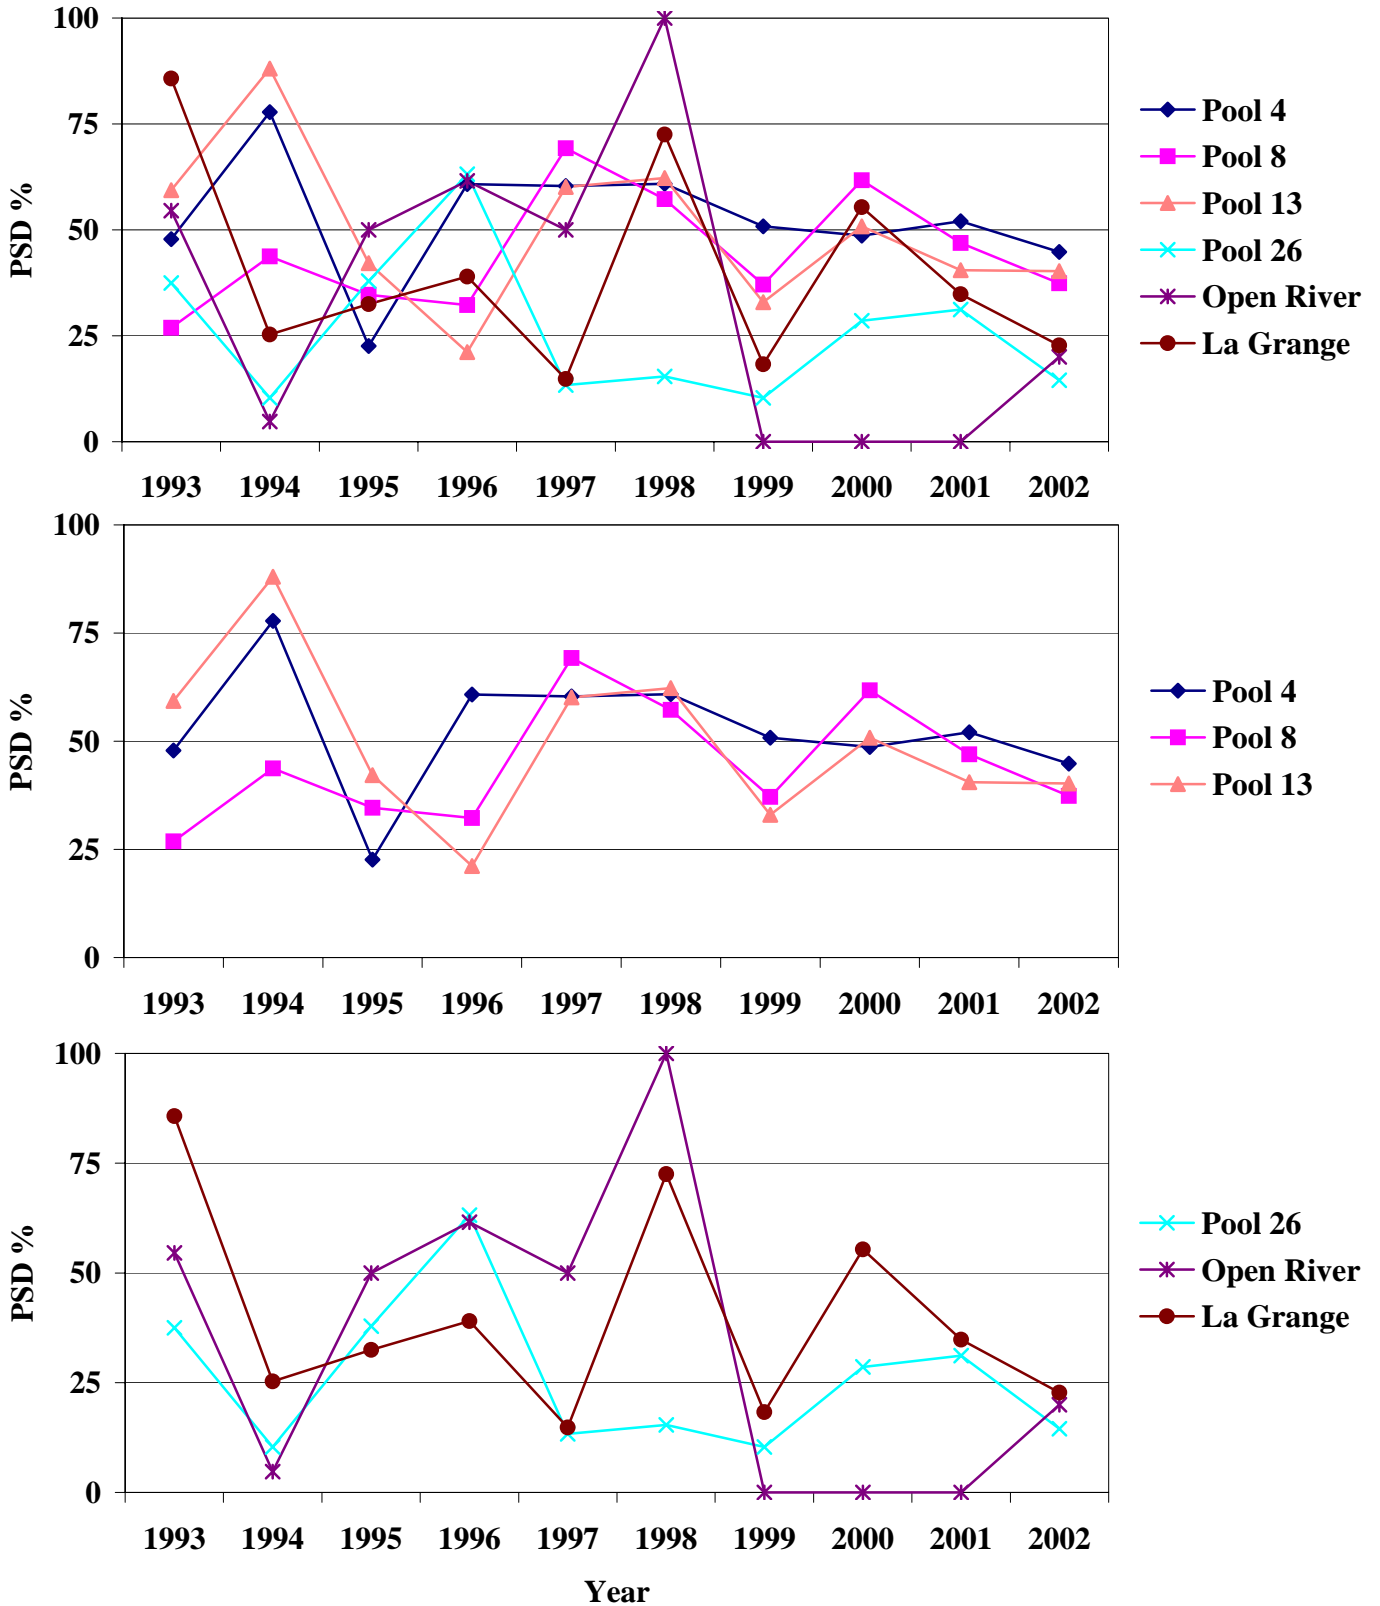 100
75
50
25
0
PSD %
1993 1994 1995 1996 1997 1998 1999 2000 2001 2002
Pool 4
Pool 8
Pool 13
Pool 26
Open River
La Grange
100
75
50
25
0
PSD %
1993 1994 1995 1996 1997 1998 1999 2000 2001 2002
Pool 4
Pool 8
Pool 13
100
75
50
25
0
PSD %
1993 1994 1995 1996 1997 1998 1999 2000 2001 2002
Year
Pool 26
Open River
La Grange